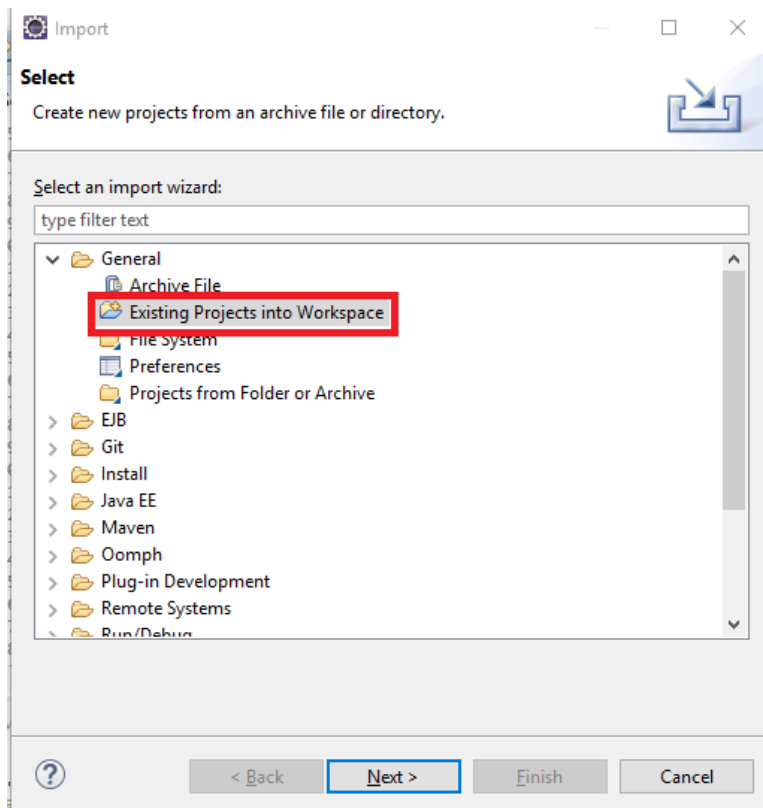 Import
Select
Create new projects from an archive file or directory.
Select an import wizard:
type filter text
General
Archive File
Existing Projects into Workspace
File System
Preferences
Projects from Folder or Archive
EJB
Git
Install
Java EE
Maven
Oomph
Plug-in Development
Remote Systems
Run/Debug
?
< Back Next > Finish Cancel